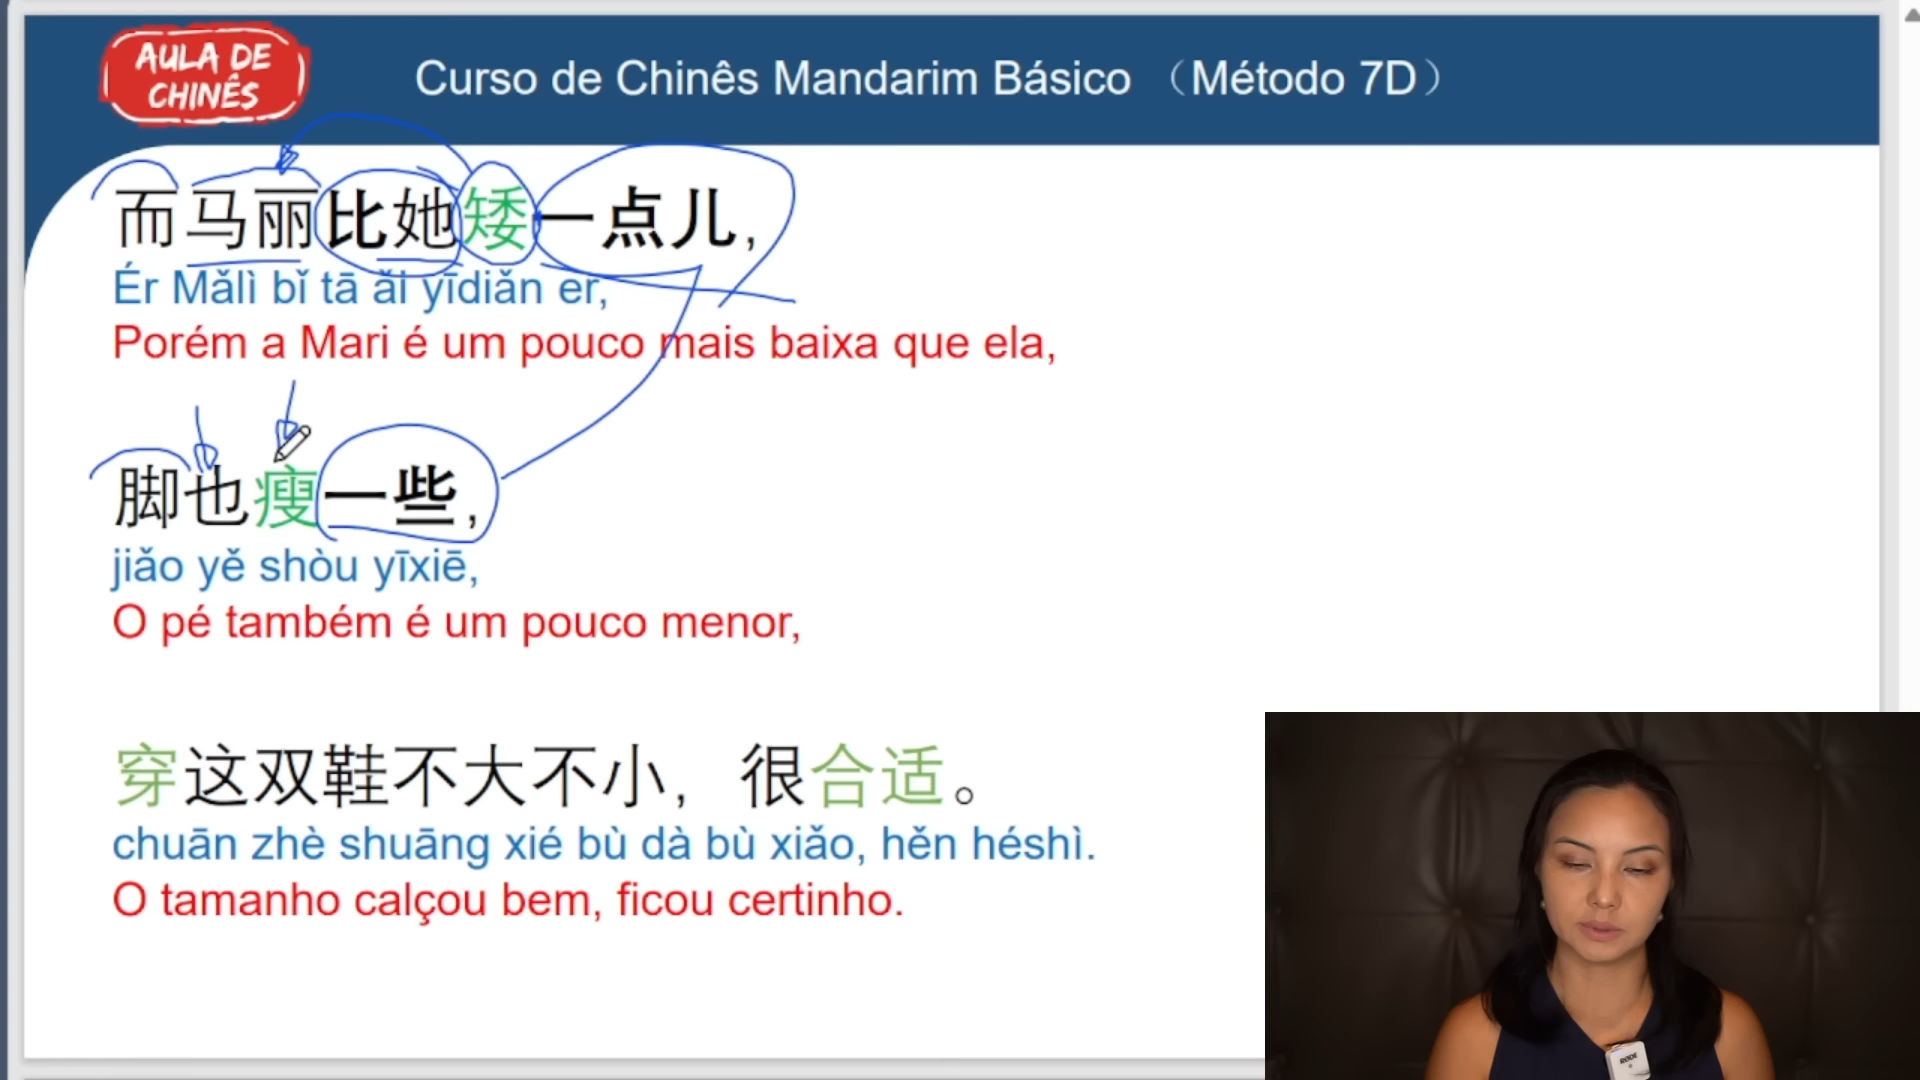 AULA DE
CHINÊS
Curso de Chinês Mandarim Básico （Método 7D）
而马丽比她矮一点儿，
Ér Mǎlì bǐ tā ǎi yīdiǎn er,
Porém a Mari é um pouco mais baixa que ela,
脚也瘦一些，
jiǎo yě shòu yīxiē,
O pé também é um pouco menor,
穿这双鞋不大不小，很合适。
chuān zhè shuāng xié bù dà bù xiǎo, hěn héshì.
O tamanho calçou bem, ficou certinho.
RODE